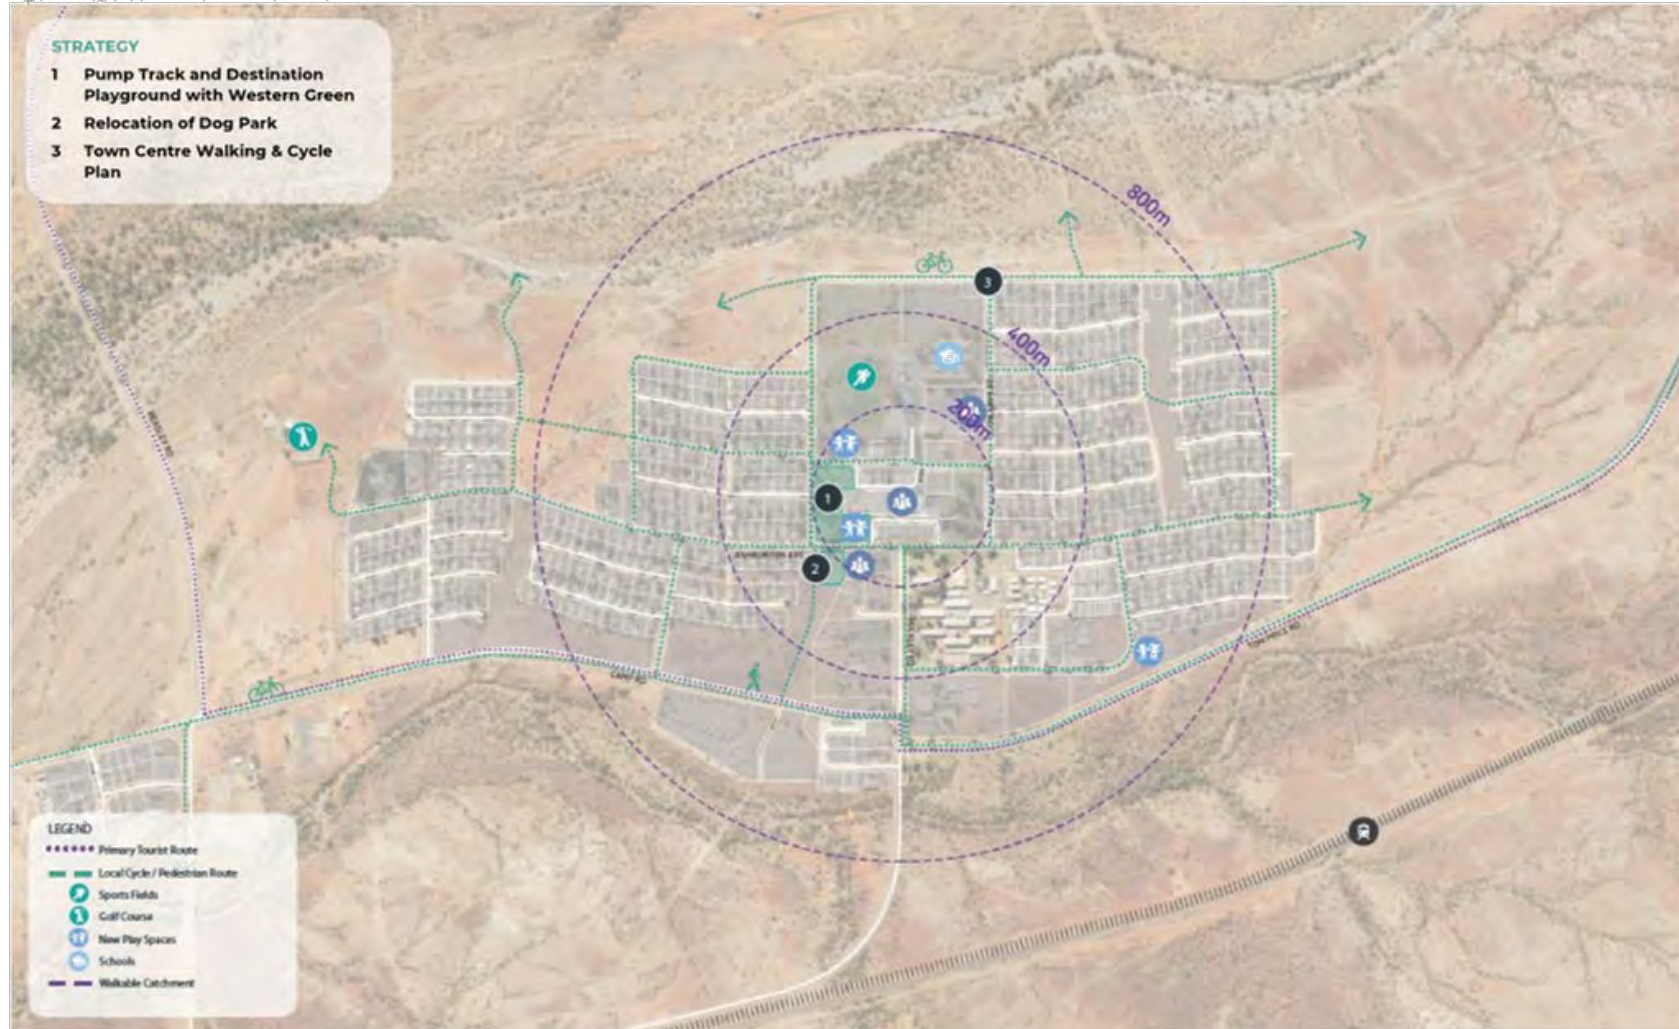 STRATEGY
1 Pump Track and Destination
Playground with Western Green
2 Relocation of Dog Park
3 Town Centre Walking & Cycle
Plan
800m
3
400m
200m
1
2
CAMP RD
LEGEND
Primary Tourist Route
Local Cycle / Pedestrian Route
Sports Fields
Golf Course
New Play Spaces
Schools
Walkable Catchment